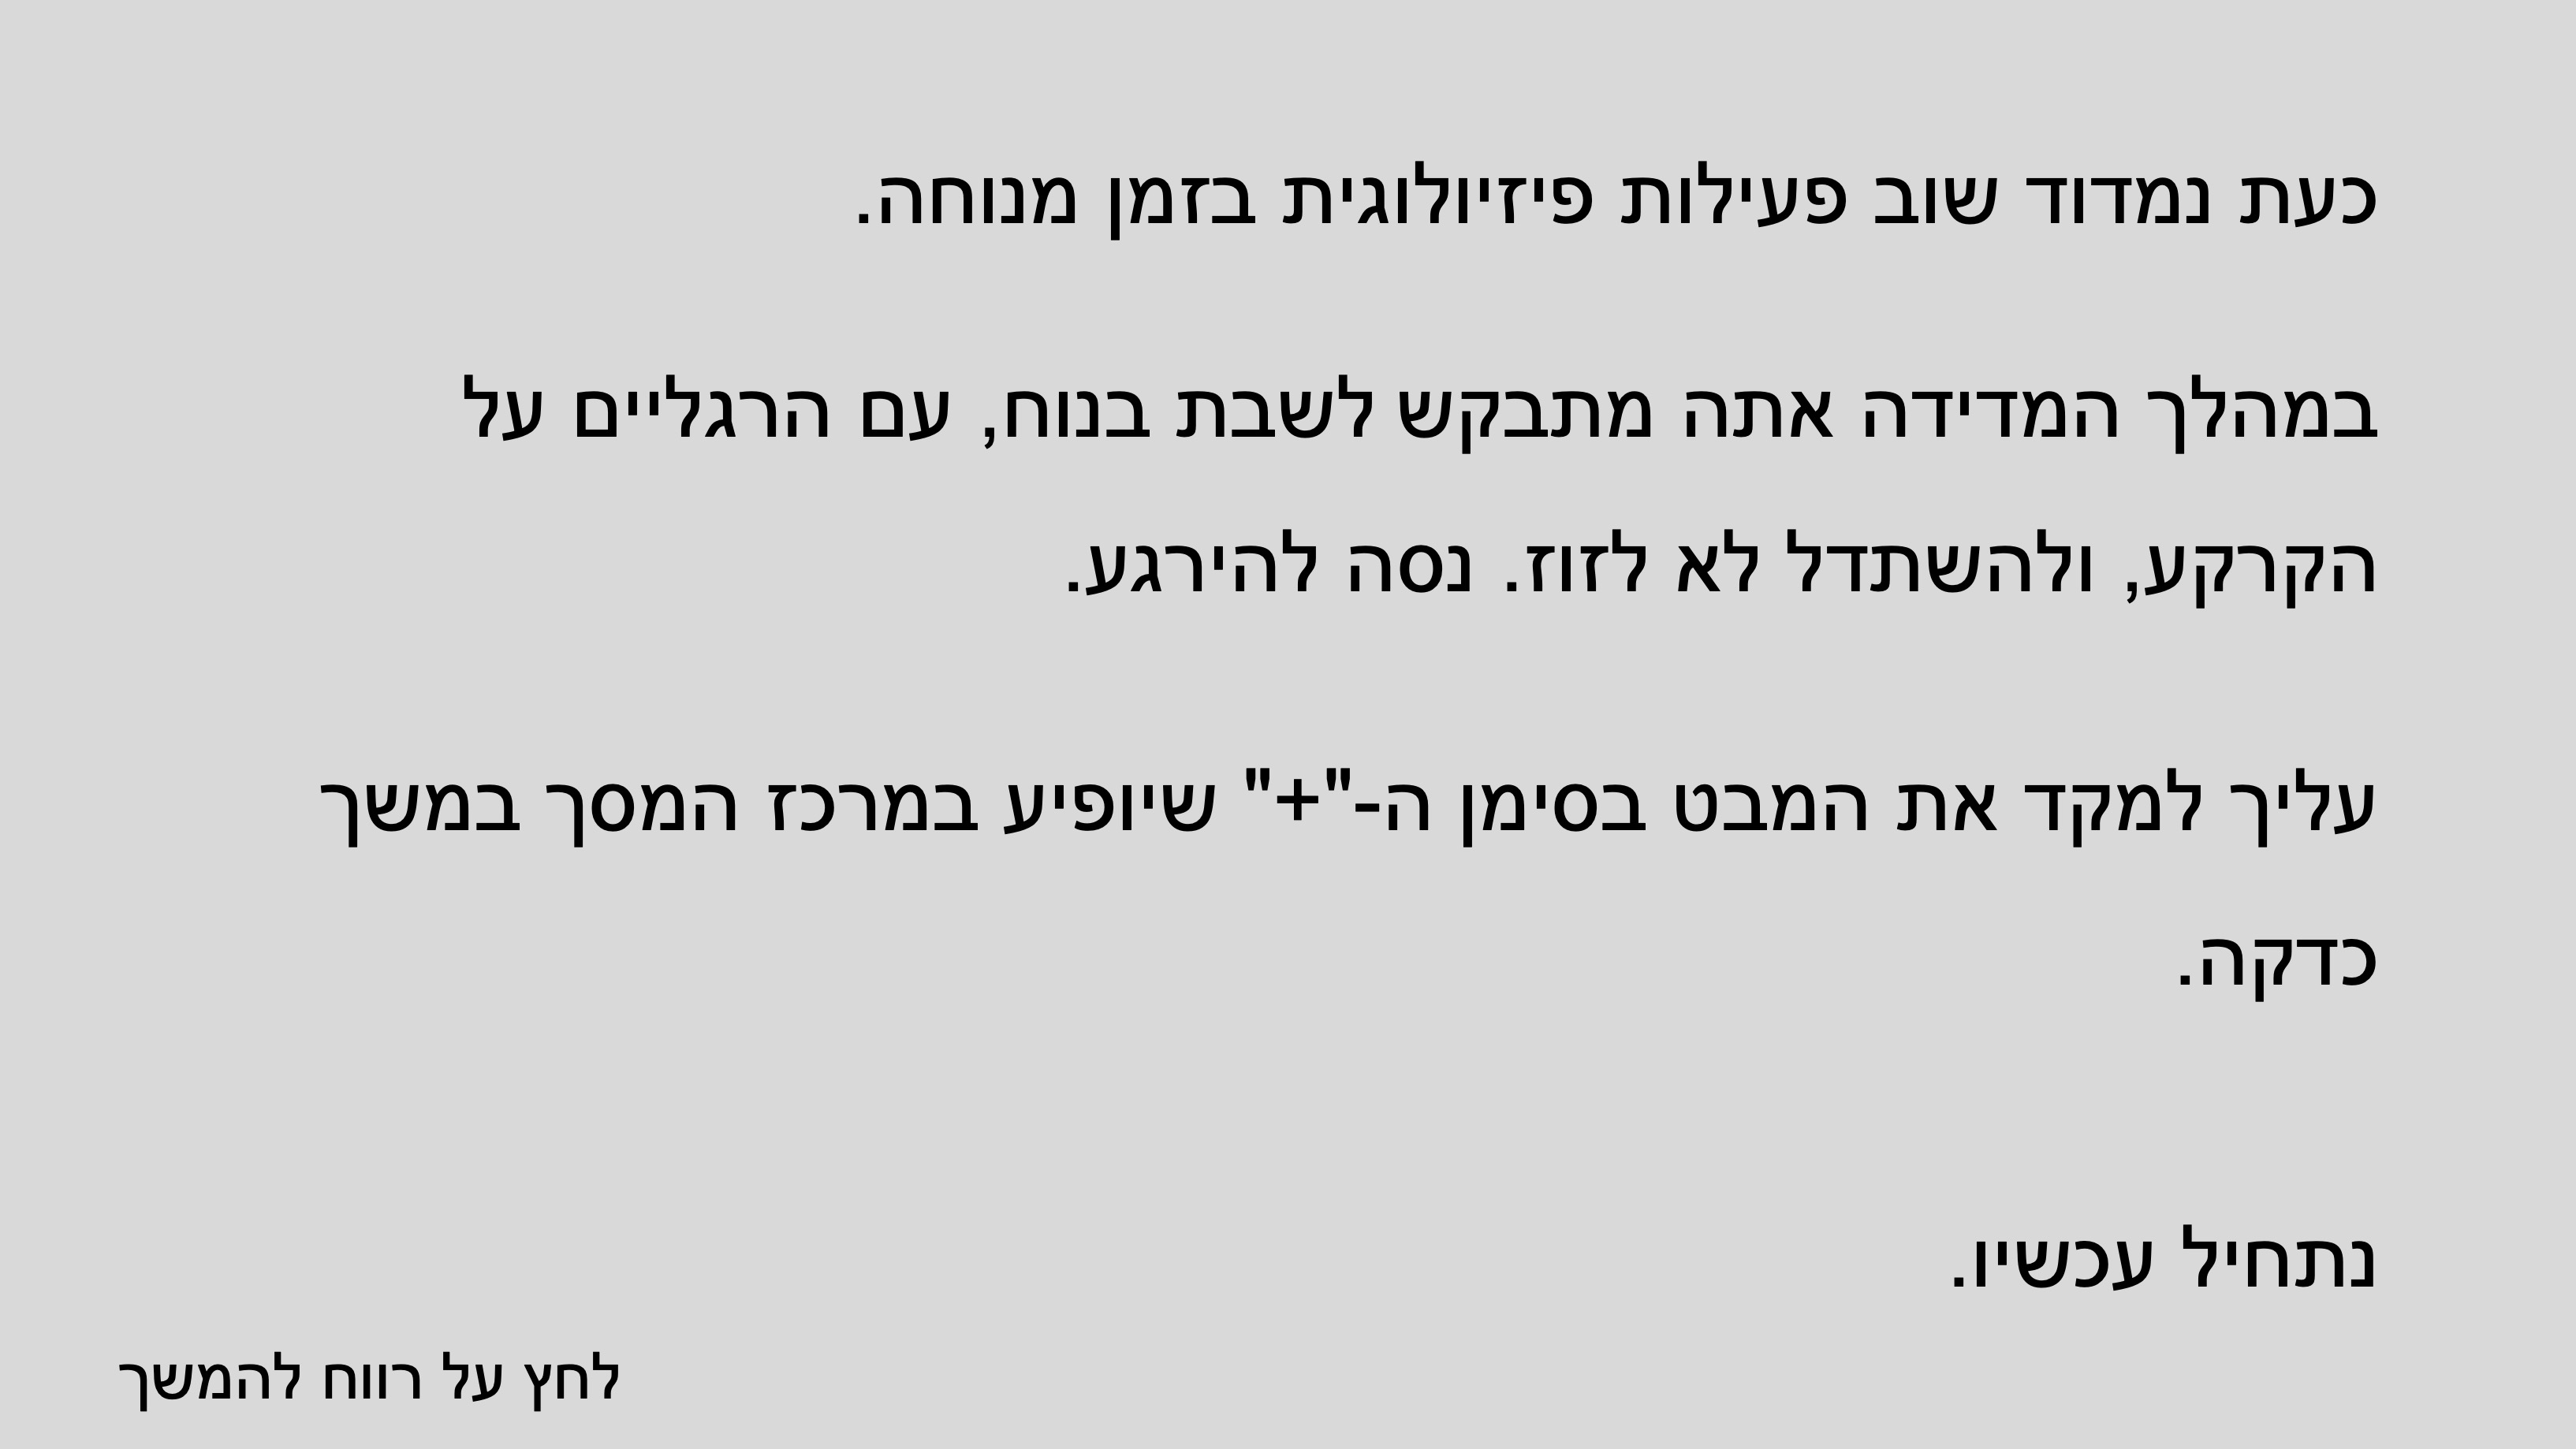 כעת נמדוד שוב פעילות פיזיולוגית בזמן מנוחה.
במהלך המדידה אתה מתבקש לשבת בנוח, עם הרגליים על
הקרקע, ולהשתדל לא לזוז. נסה להירגע.
עליך למקד את המבט בסימן ה-"+" שיופיע במרכז המסך במשך
כדקה.
נתחיל עכשיו.
לחץ על רווח להמשך